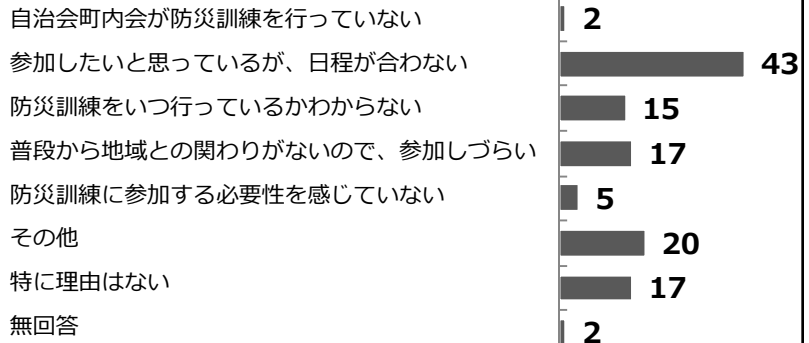 自治会町内会が防災訓練を行っていない 2
参加したいと思っているが、日程が合わない 43
防災訓練をいつ行っているかわからない 15
普段から地域との関わりがないので、参加しづらい 17
防災訓練に参加する必要性を感じていない 5
その他 20
特に理由はない 17
無回答 2